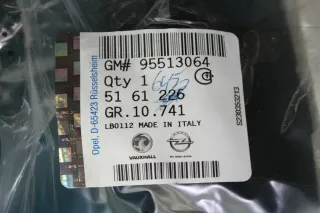 GM# 95513064
Qty 1
51 61 226
GR.10.741
LB0112 MADE IN ITALY
VAUXHALL
Opel, D-65423 Rüsselsheim